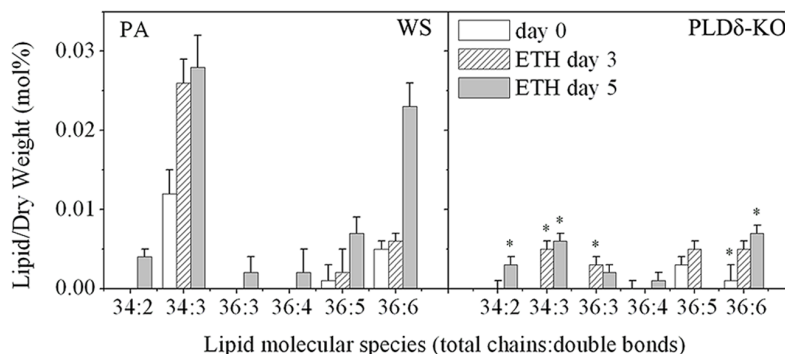 PA WS PLDδ-KO
day 0
ETH day 3
ETH day 5
Lipid/Dry Weight (mol%)
0.03
0.02
0.01
0.00
* * * * * *
34:2 34:3 36:3 36:4 36:5 36:6 34:2 34:3 36:3 36:4 36:5 36:6
Lipid molecular species (total chains:double bonds)